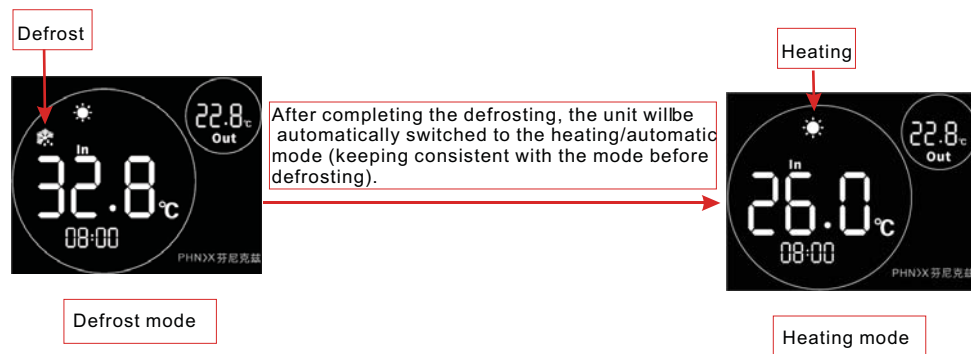 Defrost
Heating
22.8℃
Out
In
32.8℃
08:00
PHNIX芬尼克兹
After completing the defrosting, the unit willbe
automatically switched to the heating/automatic
mode (keeping consistent with the mode before
defrosting).
22.8℃
Out
In
26.0℃
08:00
PHNIX芬尼克兹
Defrost mode
Heating mode